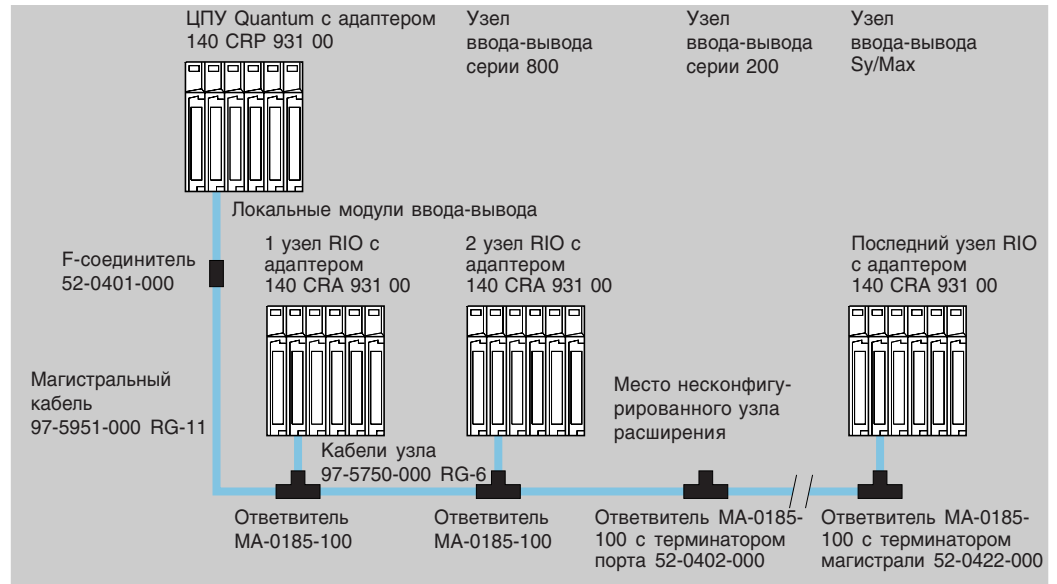 ЦПУ Quantum с адаптером
140 CRP 931 00
Узел
ввода-вывода
серии 800
Узел
ввода-вывода
серии 200
Узел
ввода-вывода
Sy/Max
Локальные модули ввода-вывода
F-соединитель
52-0401-000
1 узел RIO с
адаптером
140 CRA 931 00
2 узел RIO с
адаптером
140 CRA 931 00
Последний узел RIO
с адаптером
140 CRA 931 00
Магистральный
кабель
97-5951-000 RG-11
Место несконфигу-
рированного узла
расширения
Кабели узла
97-5750-000 RG-6
Ответвитель
MA-0185-100
Ответвитель
MA-0185-100
Ответвитель MA-0185-
100 с терминатором
порта 52-0402-000
Ответвитель MA-0185-
100 с терминатором
магистрали 52-0422-000